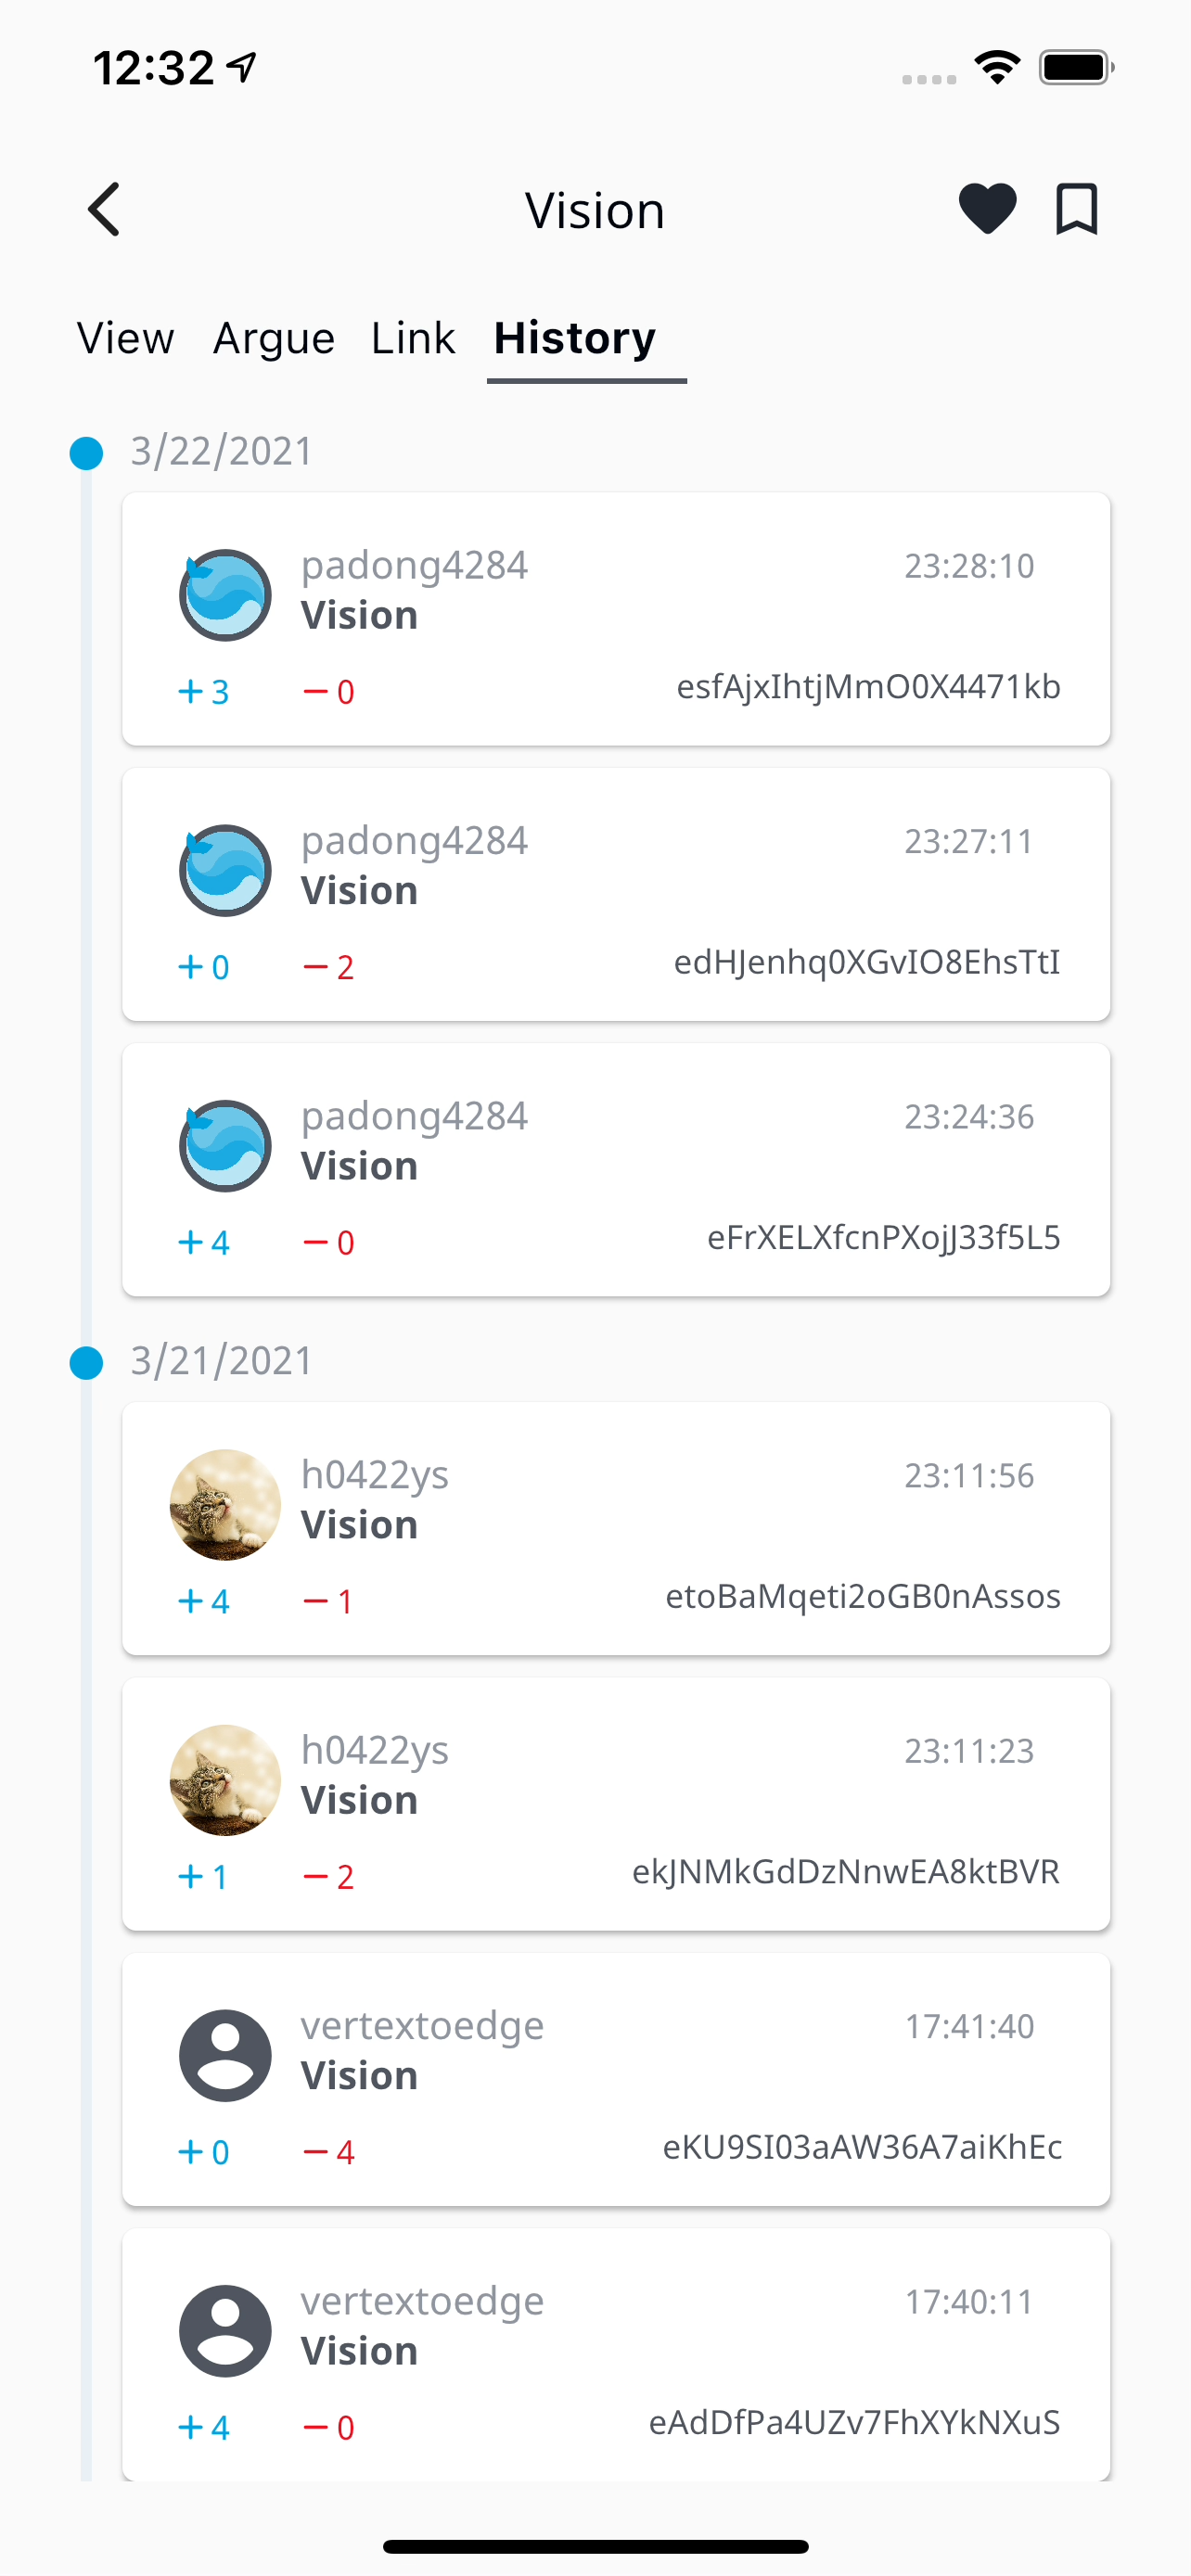 12:32
Vision
View Argue Link History
3/22/2021
padong4284 23:28:10
Vision
+ 3 − 0 esfAjxIhtjMmO0X4471kb
padong4284 23:27:11
Vision
+ 0 − 2 edHJenhq0XGvIO8EhsTtI
padong4284 23:24:36
Vision
+ 4 − 0 eFrXELXfcnPXojJ33f5L5
3/21/2021
h0422ys 23:11:56
Vision
+ 4 − 1 etoBaMqeti2oGB0nAssos
h0422ys 23:11:23
Vision
+ 1 − 2 ekJNMkGdDzNnwEA8ktBVR
vertextoedge 17:41:40
Vision
+ 0 − 4 eKU9SI03aAW36A7aiKhEc
vertextoedge 17:40:11
Vision
+ 4 − 0 eAdDfPa4UZv7FhXYkNXuS